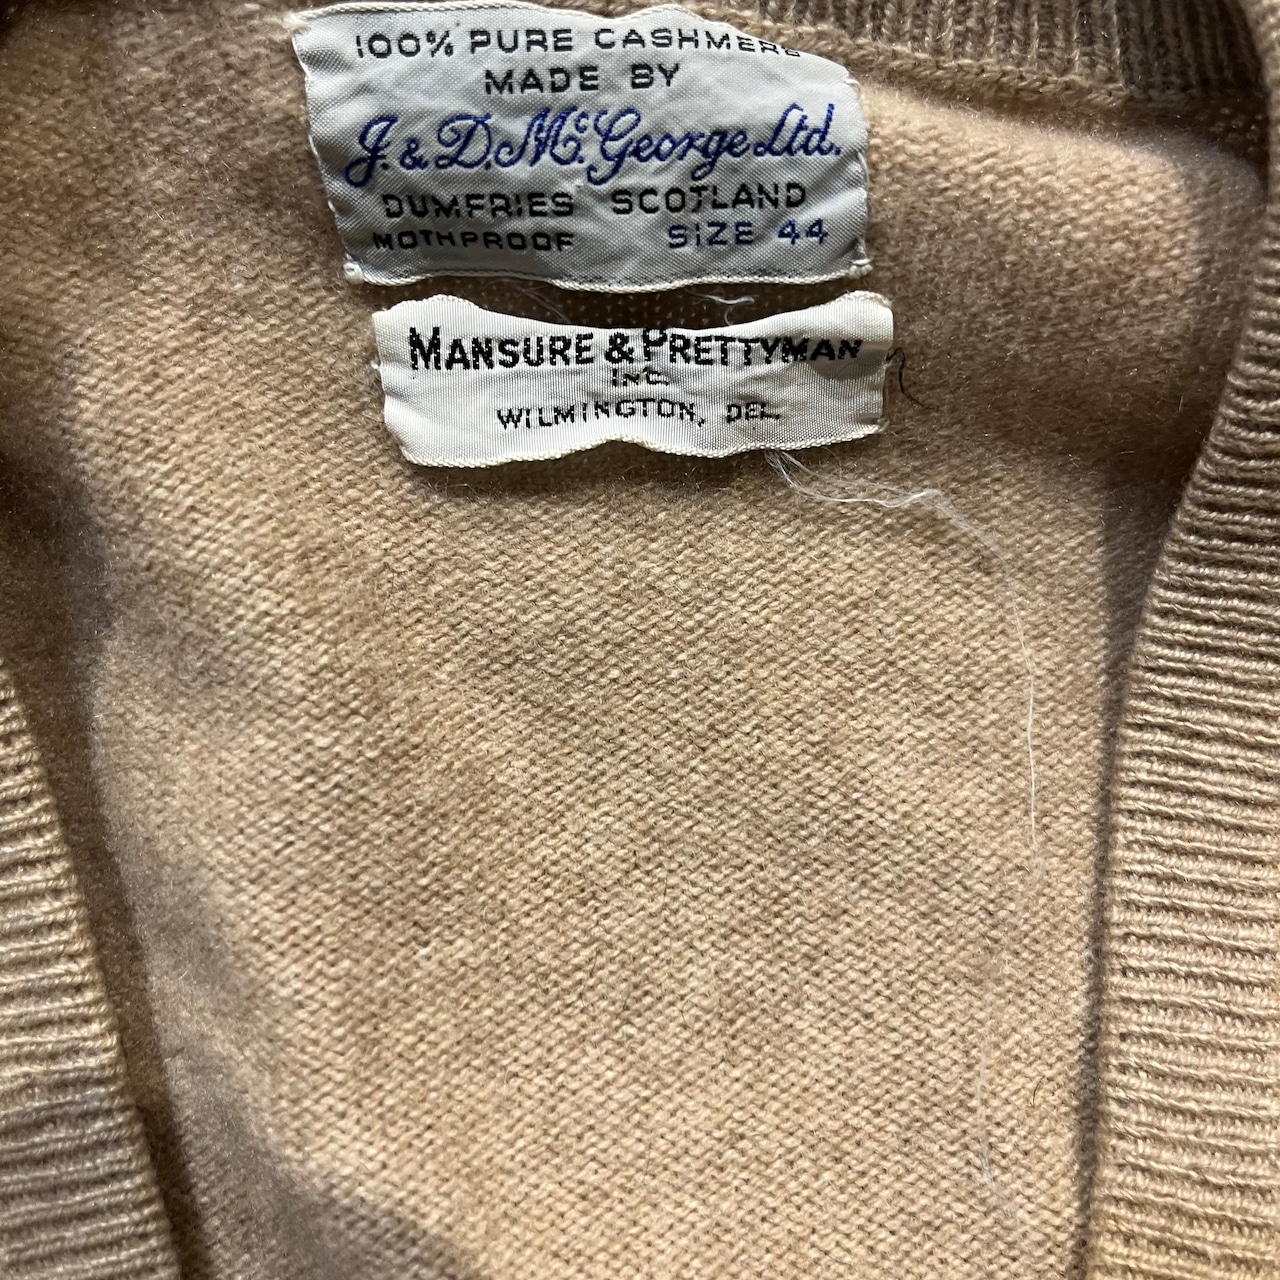 100% PURE CASHMERE
MADE BY
J. & D. McGeorge Ltd.
DUMFRIES SCOTLAND
MOTHPROOF SIZE 44
MANSURE & PRETTYMAN
INC.
WILMINGTON, DEL.